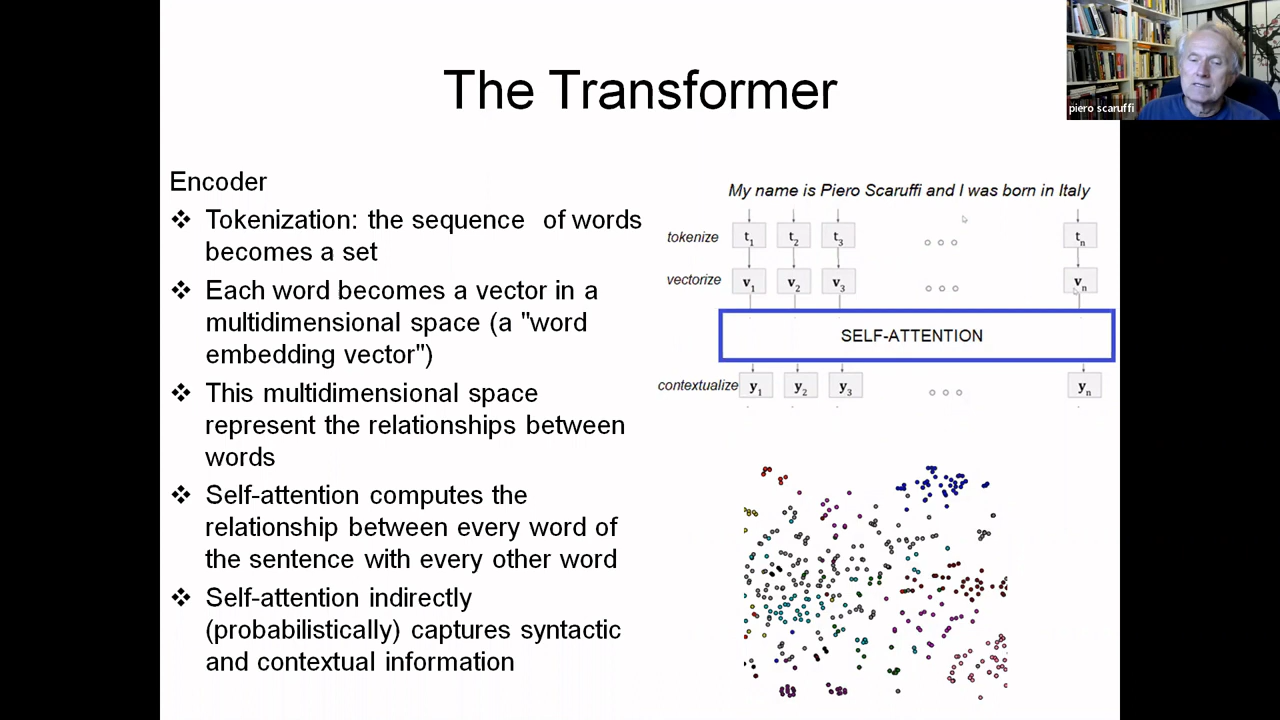 The Transformer
piero scaruffi
Encoder
❖ Tokenization: the sequence of words
becomes a set
❖ Each word becomes a vector in a
multidimensional space (a "word
embedding vector")
❖ This multidimensional space
represent the relationships between
words
❖ Self-attention computes the
relationship between every word of
the sentence with every other word
❖ Self-attention indirectly
(probabilistically) captures syntactic
and contextual information
My name is Piero Scaruffi and I was born in Italy
tokenize t1 t2 t3 tn
vectorize v1 v2 v3 vn
SELF-ATTENTION
contextualize y1 y2 y3 yn